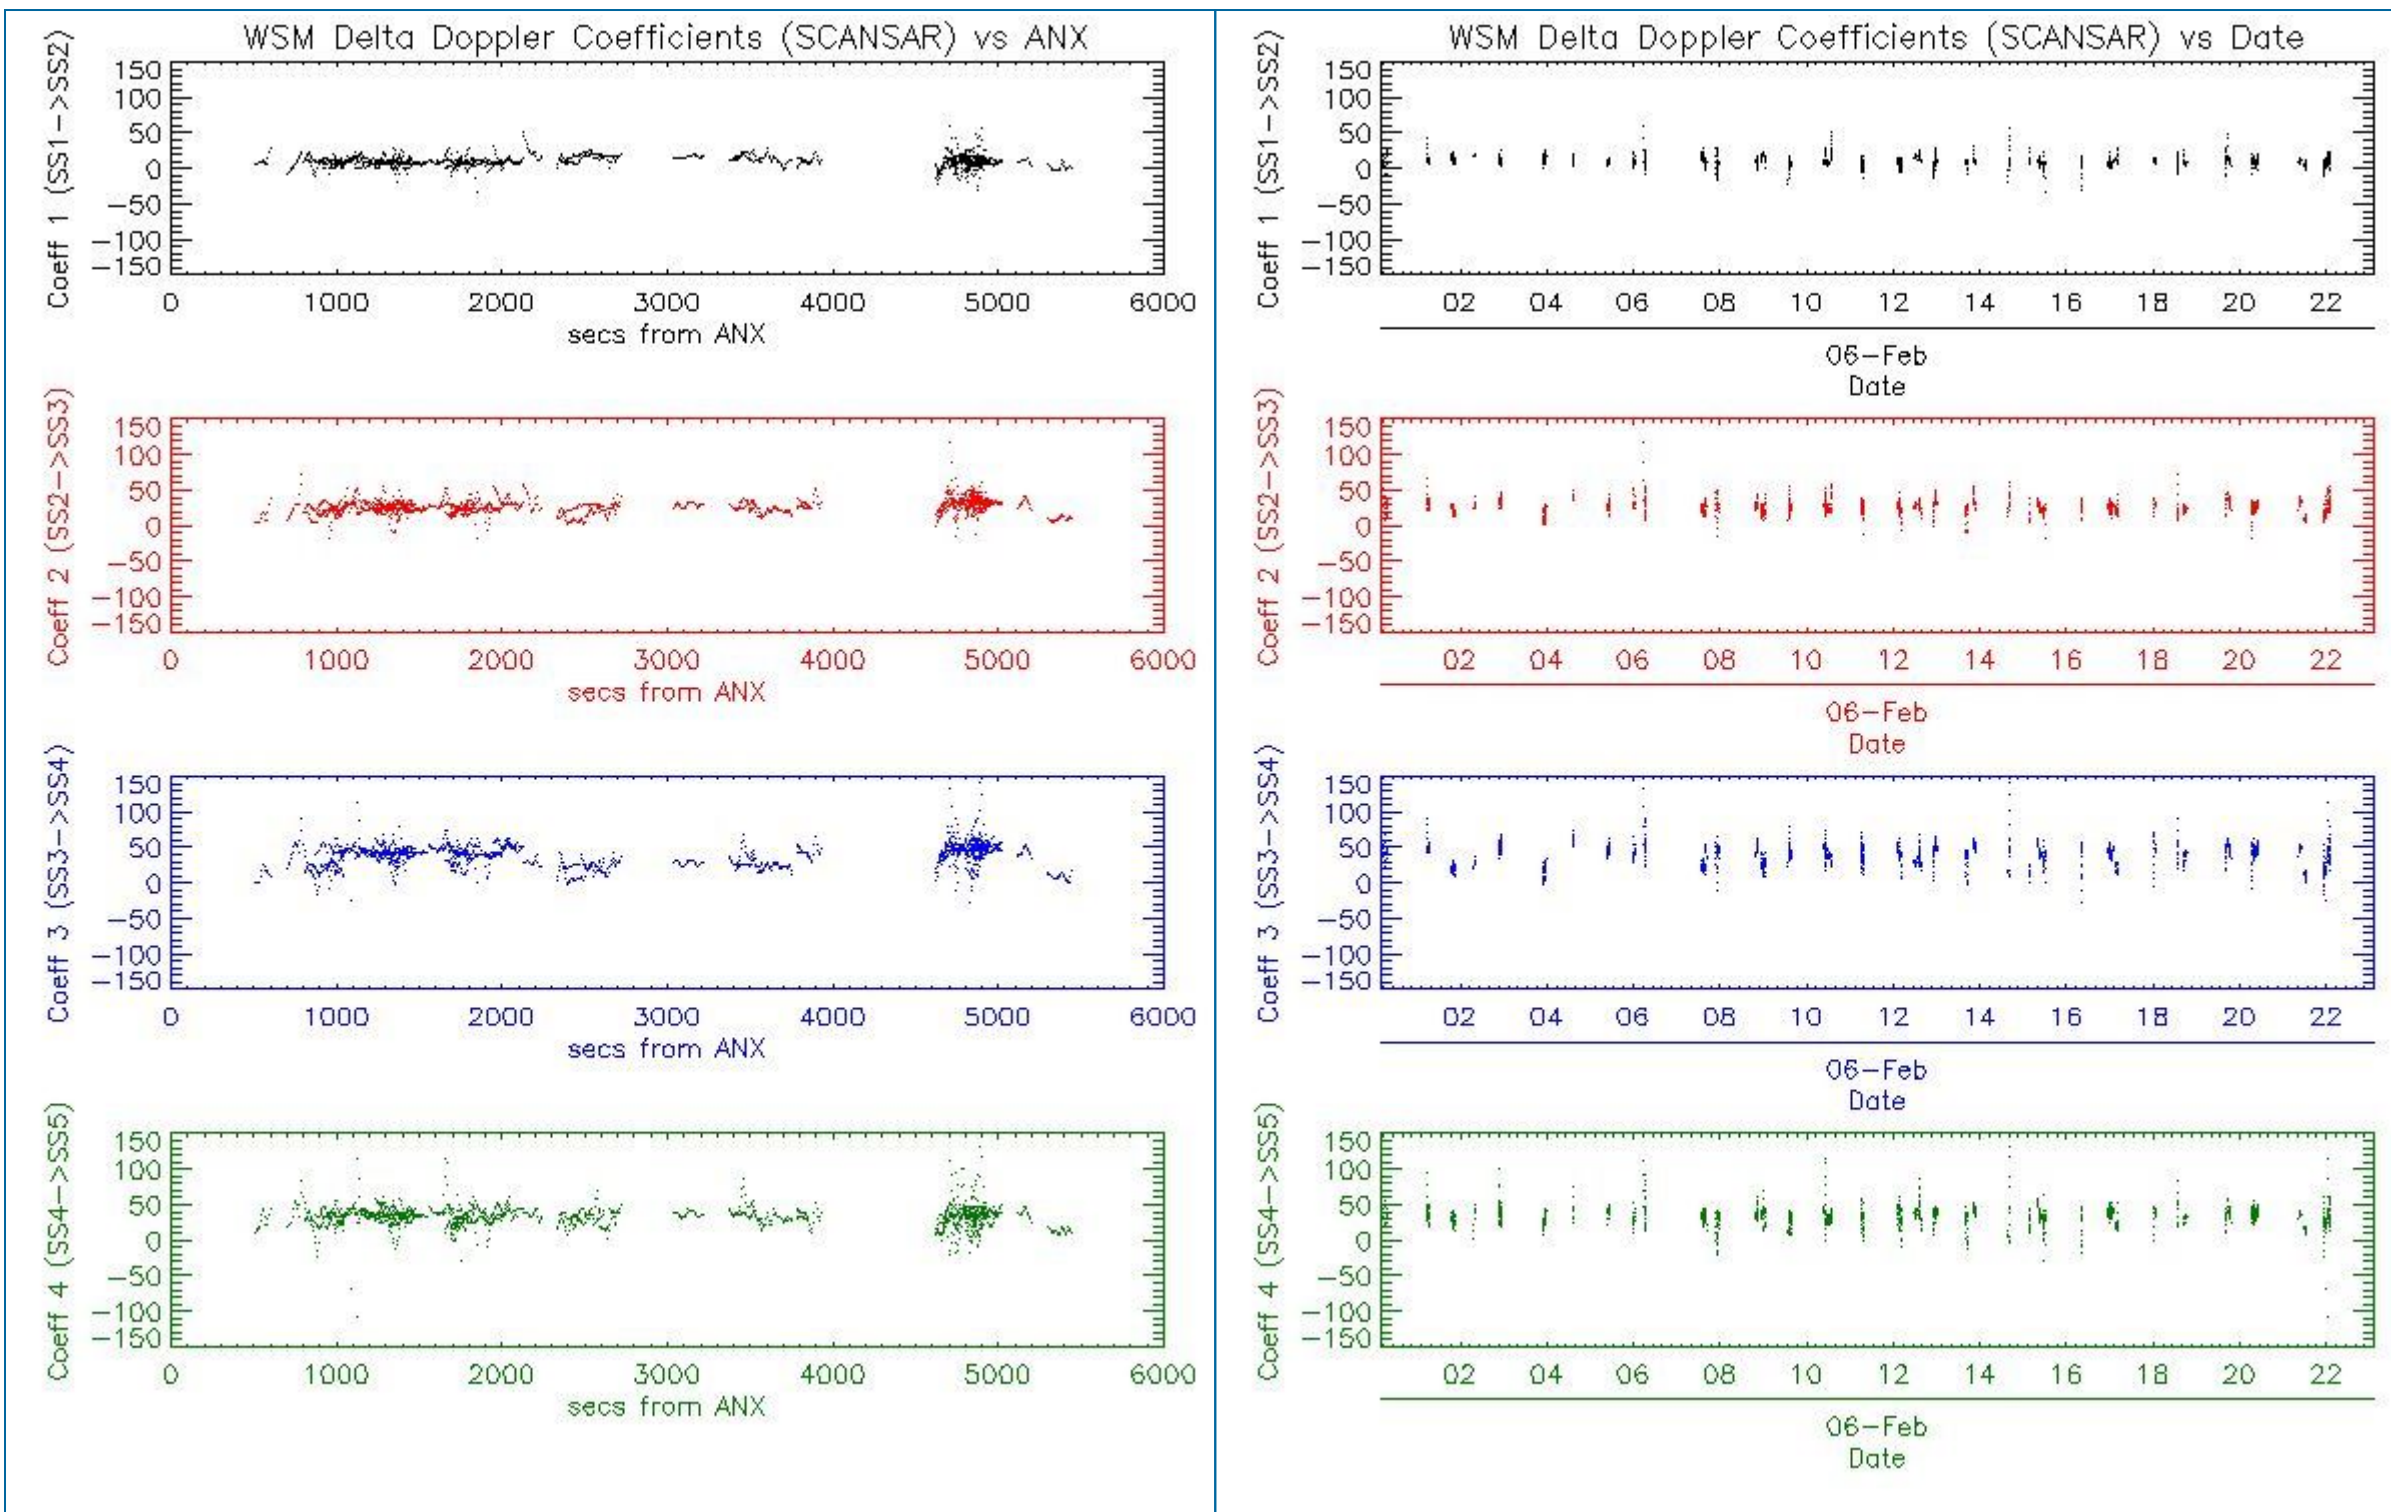 WSM Delta Doppler Coefficients (SCANSAR) vs ANX
Coeff 1 (SS1->SS2)
150
100
50
0
-50
-100
-150
0 1000 2000 3000 4000 5000 6000
secs from ANX
Coeff 2 (SS2->SS3)
150
100
50
0
-50
-100
-150
0 1000 2000 3000 4000 5000 6000
secs from ANX
Coeff 3 (SS3->SS4)
150
100
50
0
-50
-100
-150
0 1000 2000 3000 4000 5000 6000
secs from ANX
Coeff 4 (SS4->SS5)
150
100
50
0
-50
-100
-150
0 1000 2000 3000 4000 5000 6000
secs from ANX
WSM Delta Doppler Coefficients (SCANSAR) vs Date
Coeff 1 (SS1->SS2)
150
100
50
0
-50
-100
-150
02 04 06 08 10 12 14 16 18 20 22
06-Feb
Date
Coeff 2 (SS2->SS3)
150
100
50
0
-50
-100
-150
02 04 06 08 10 12 14 16 18 20 22
06-Feb
Date
Coeff 3 (SS3->SS4)
150
100
50
0
-50
-100
-150
02 04 06 08 10 12 14 16 18 20 22
06-Feb
Date
Coeff 4 (SS4->SS5)
150
100
50
0
-50
-100
-150
02 04 06 08 10 12 14 16 18 20 22
06-Feb
Date